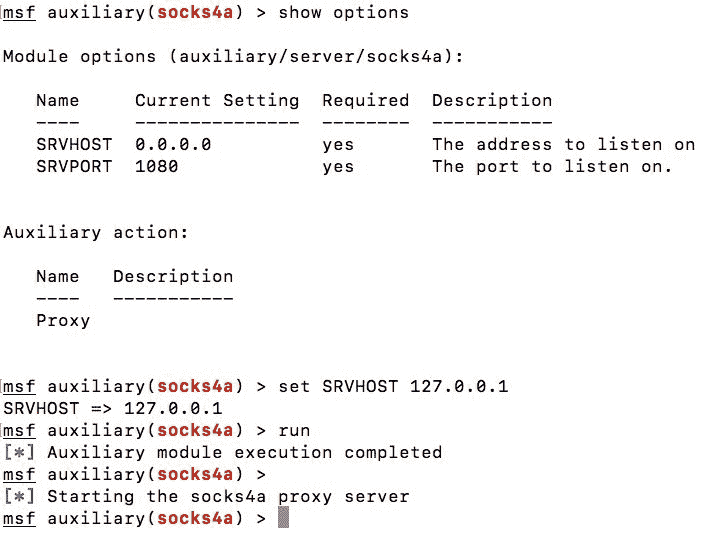 msf auxiliary(socks4a) > show options
Module options (auxiliary/server/socks4a):
Name Current Setting Required Description
---- --------------- -------- -----------
SRVHOST 0.0.0.0 yes The address to listen on
SRVPORT 1080 yes The port to listen on.
Auxiliary action:
Name Description
---- -----------
Proxy
msf auxiliary(socks4a) > set SRVHOST 127.0.0.1
SRVHOST => 127.0.0.1
msf auxiliary(socks4a) > run
[*] Auxiliary module execution completed
msf auxiliary(socks4a) >
[*] Starting the socks4a proxy server
msf auxiliary(socks4a) >